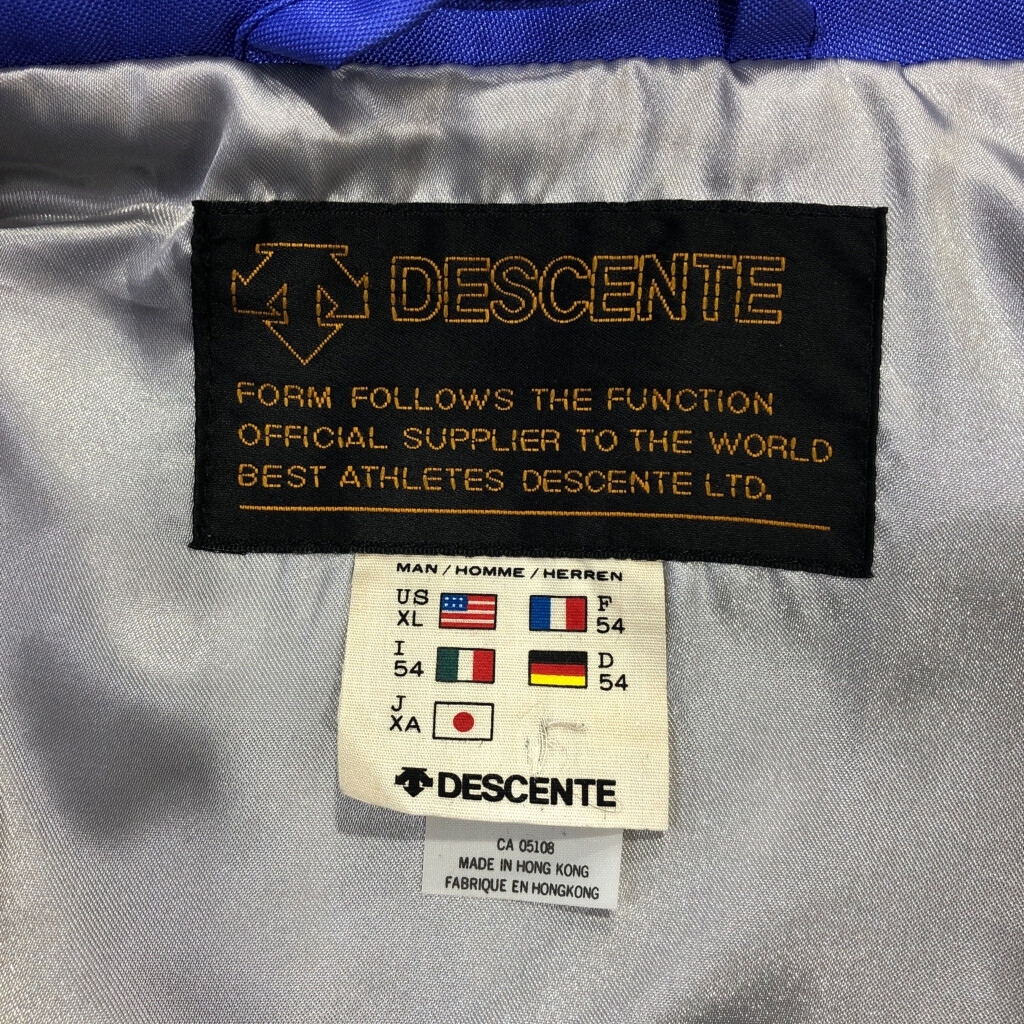 DESCENTE
FORM FOLLOWS THE FUNCTION
OFFICIAL SUPPLIER TO THE WORLD
BEST ATHLETES DESCENTE LTD.
MAN / HOMME / HERREN
US XL
F 54
I 54
D 54
J XA
DESCENTE
CA 05108
MADE IN HONG KONG
FABRIQUE EN HONGKONG